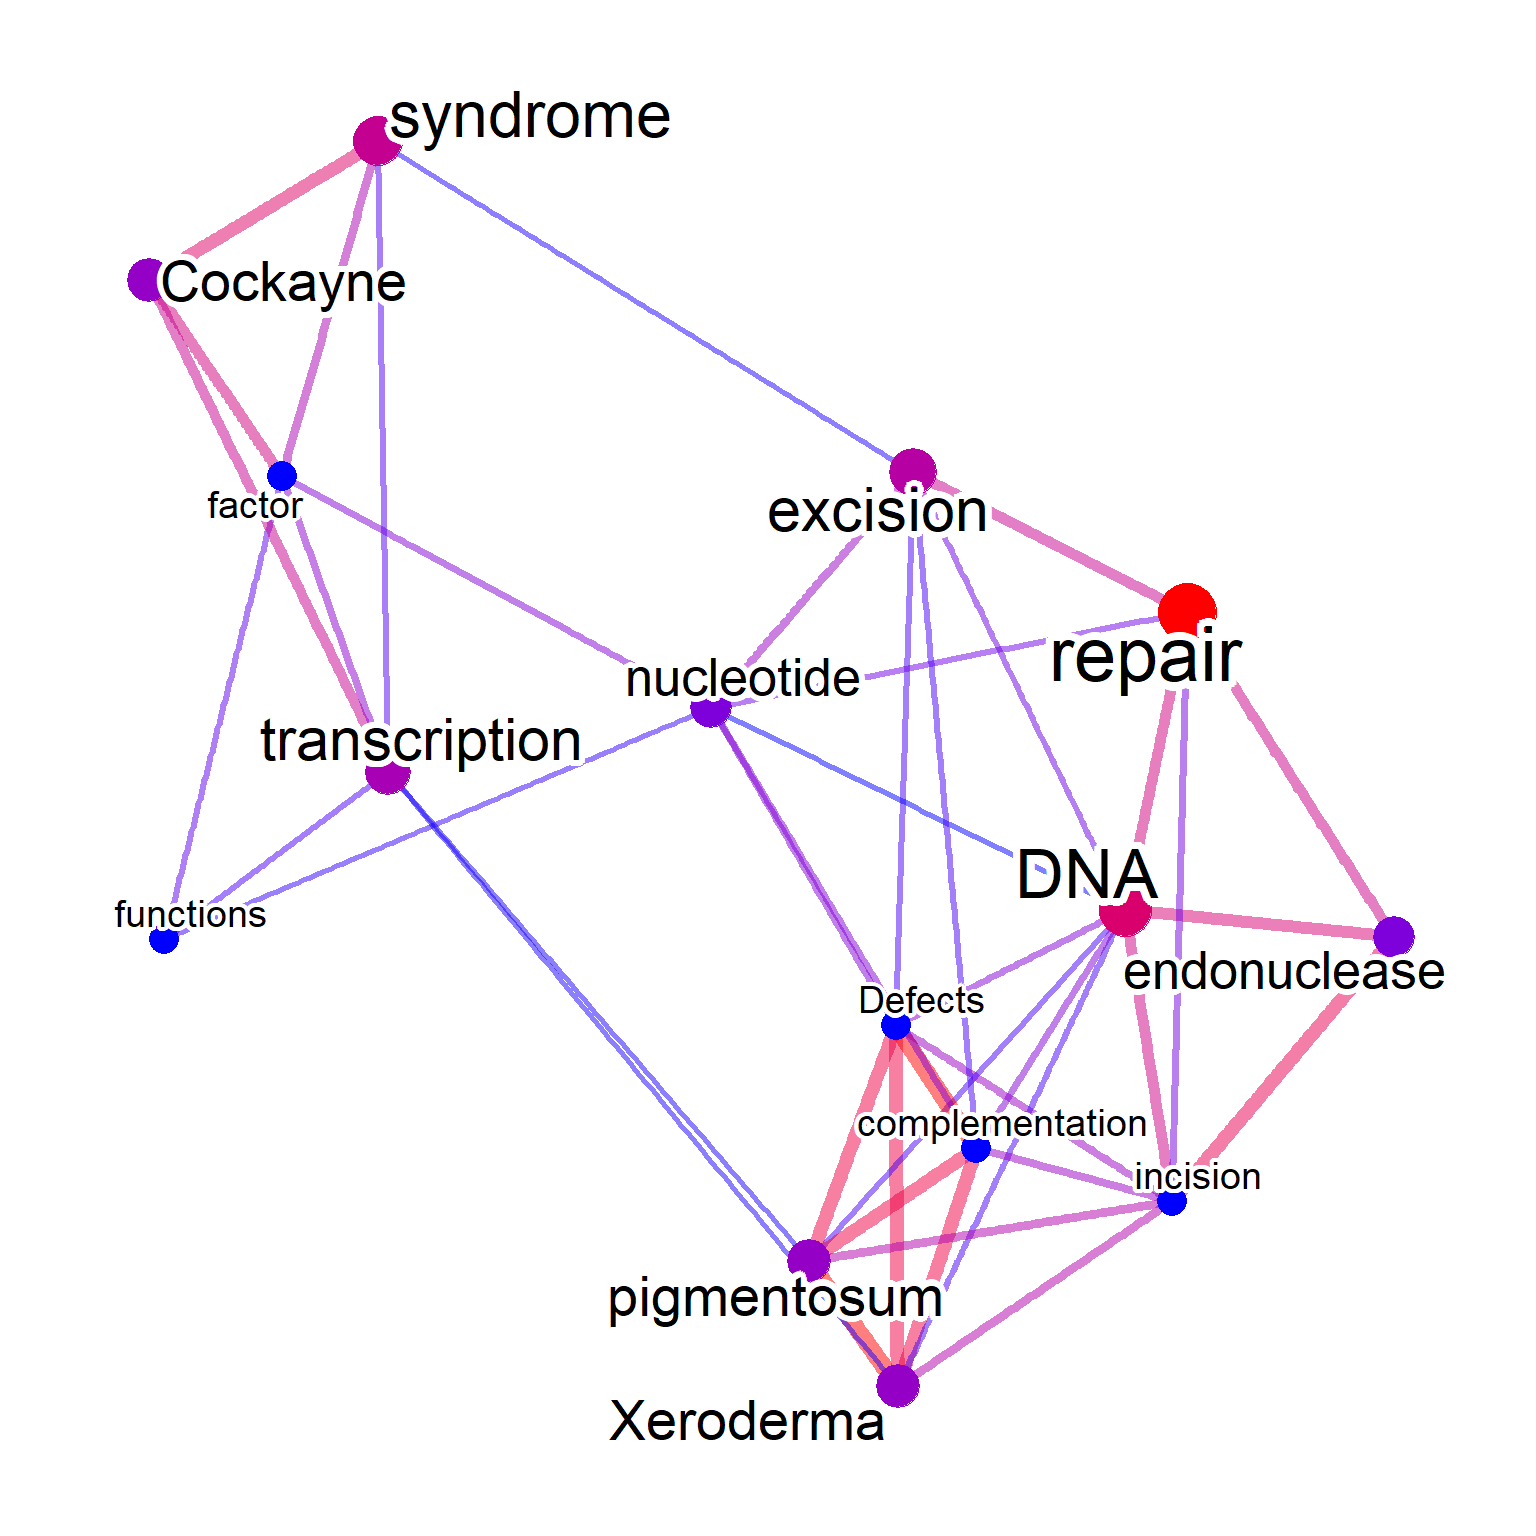 syndrome
Cockayne
factor
excision
repair
nucleotide
transcription
DNA
functions
endonuclease
Defects
complementation
incision
pigmentosum
Xeroderma